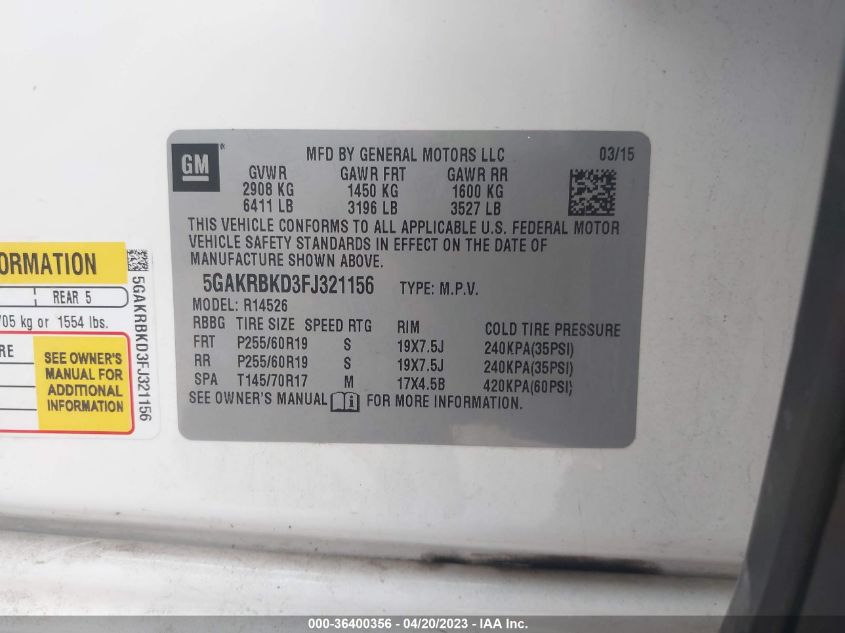 GM
MFD BY GENERAL MOTORS LLC 03/15
GVWR GAWR FRT GAWR RR
2908 KG 1450 KG 1600 KG
6411 LB 3196 LB 3527 LB
THIS VEHICLE CONFORMS TO ALL APPLICABLE U.S. FEDERAL MOTOR
VEHICLE SAFETY STANDARDS IN EFFECT ON THE DATE OF
MANUFACTURE SHOWN ABOVE.
5GAKRBKD3FJ321156 TYPE: M.P.V.
MODEL: R14526
RBBG TIRE SIZE SPEED RTG RIM COLD TIRE PRESSURE
FRT P255/60R19 S 19X7.5J 240KPA(35PSI)
RR P255/60R19 S 19X7.5J 240KPA(35PSI)
SPA T145/70R17 M 17X4.5B 420KPA(60PSI)
SEE OWNER'S MANUAL FOR MORE INFORMATION.
REAR 5
kg or 1554 lbs.
SEE OWNER'S
MANUAL FOR
ADDITIONAL
INFORMATION
5GAKRBKD3FJ321156
000-36400356 - 04/20/2023 - IAA Inc.